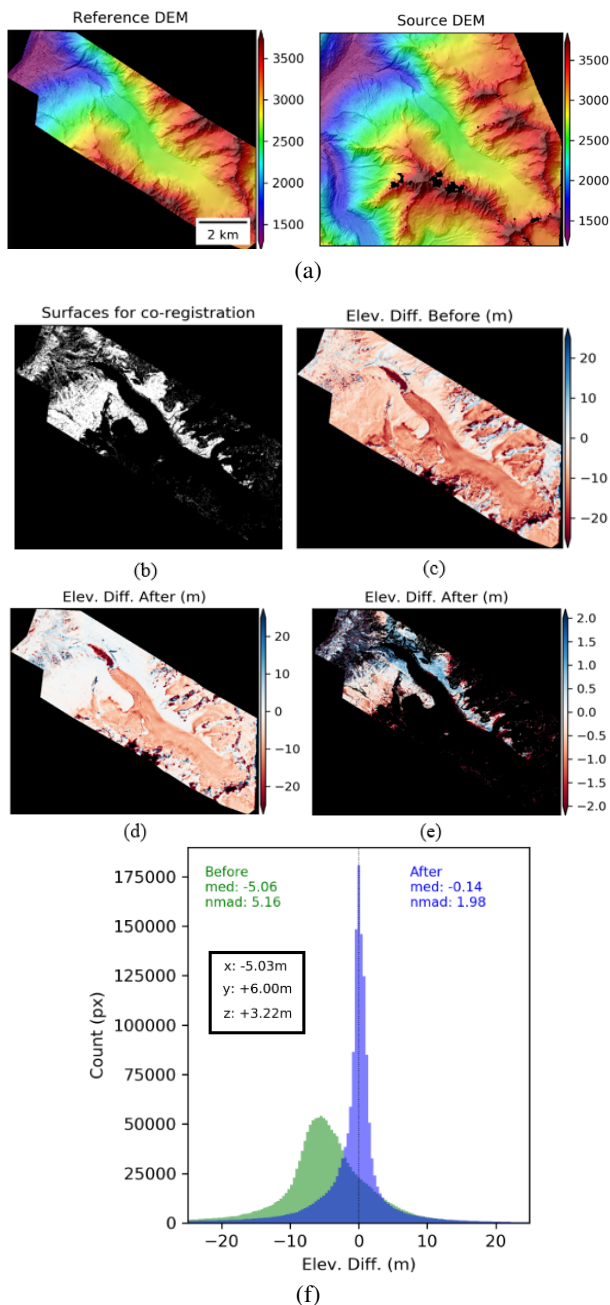 Reference DEM
Source DEM
3500
3000
2500
2000
1500
2 km
3500
3000
2500
2000
1500
(a)
Surfaces for co-registration
Elev. Diff. Before (m)
20
10
0
−10
−20
(b)
(c)
Elev. Diff. After (m)
Elev. Diff. After (m)
20
10
0
−10
−20
2.0
1.5
1.0
0.5
0.0
−0.5
−1.0
−1.5
−2.0
(d)
(e)
Before
med: -5.06
nmad: 5.16
After
med: -0.14
nmad: 1.98
x: -5.03m
y: +6.00m
z: +3.22m
Count (px)
175000
150000
125000
100000
75000
50000
25000
0
−20
−10
0
10
20
Elev. Diff. (m)
(f)